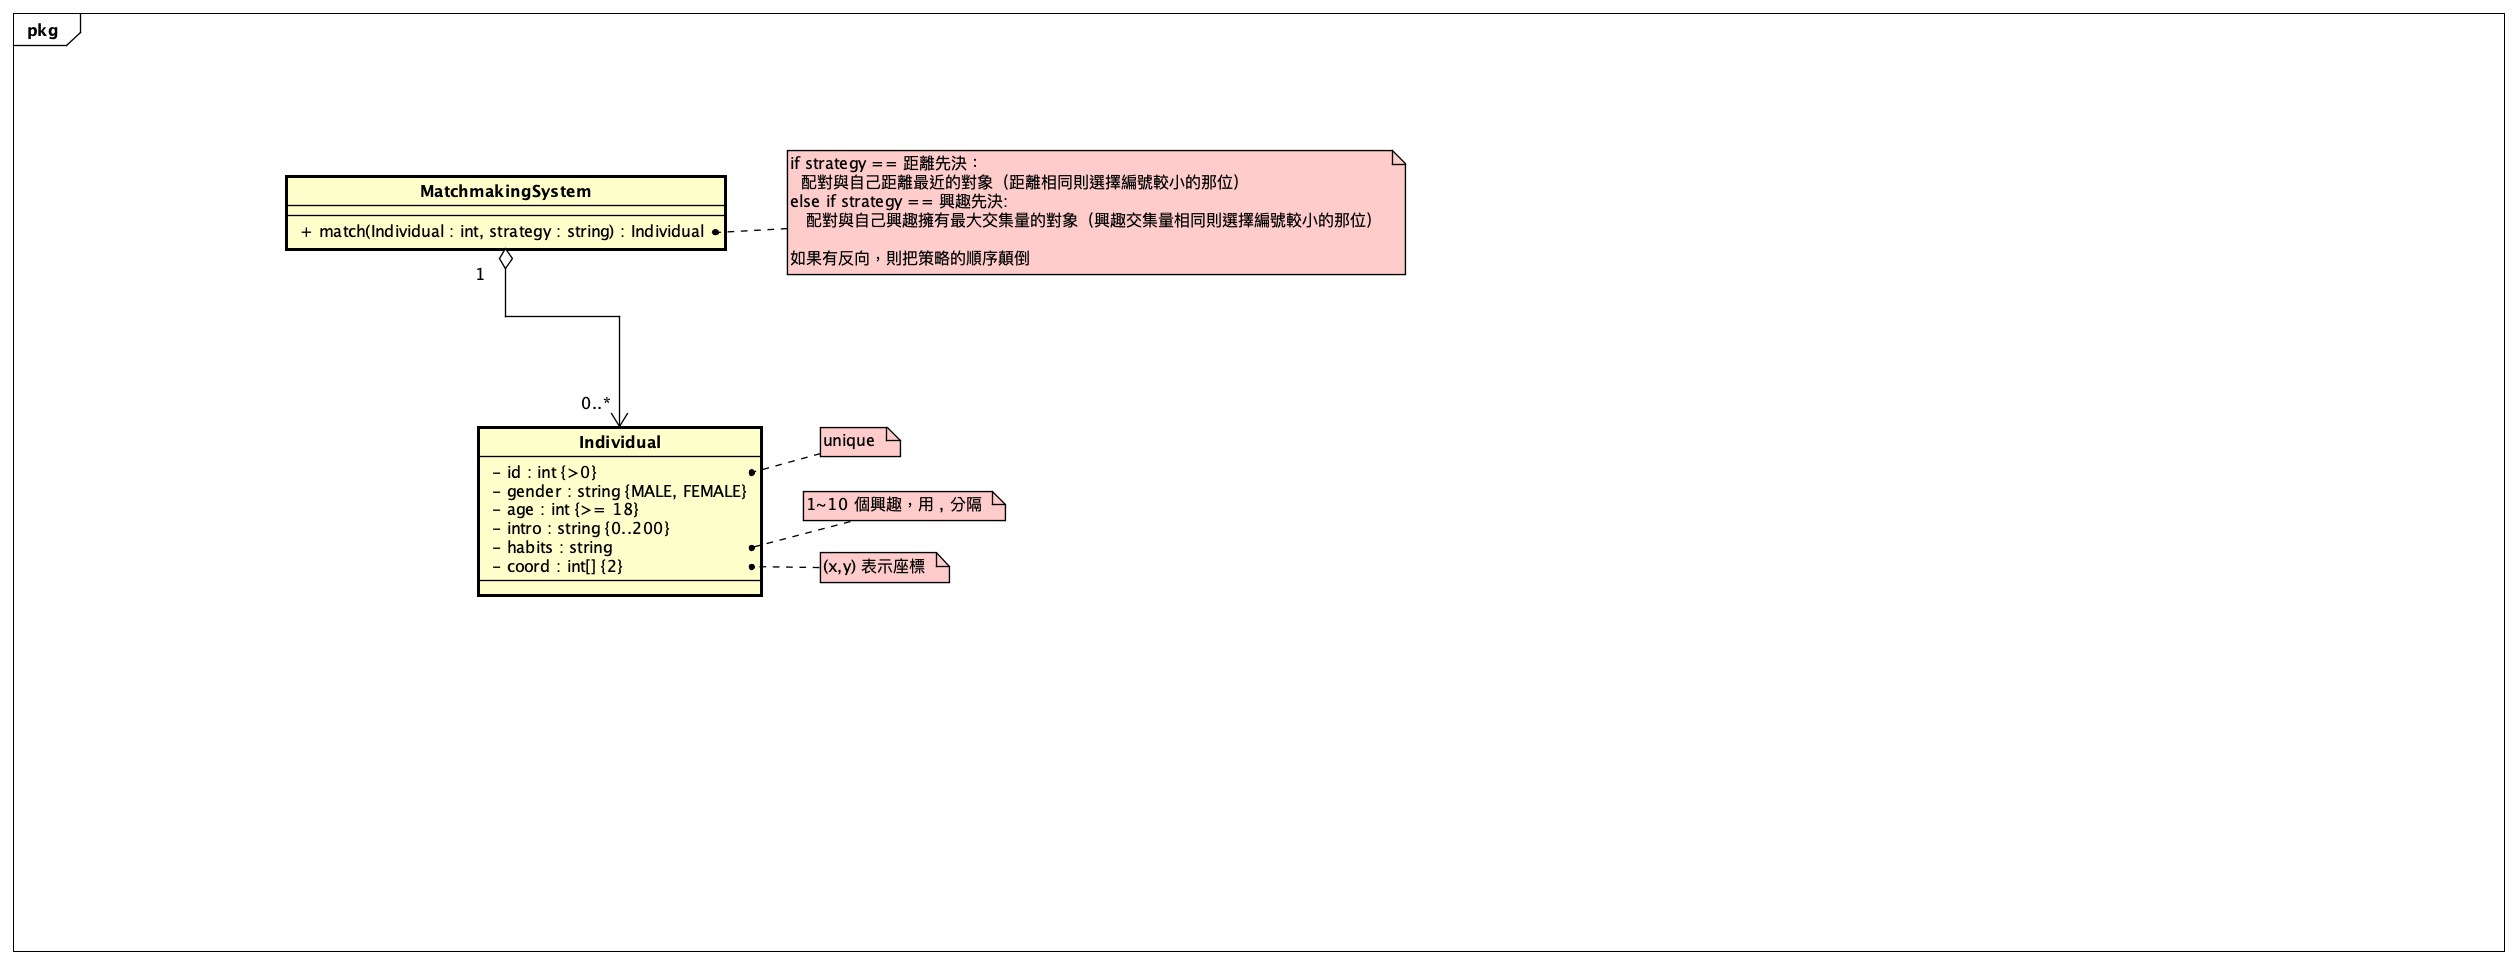 pkg
MatchmakingSystem
+ match(Individual : int, strategy : string) : Individual
if strategy == 距離先決：
配對與自己距離最近的對象（距離相同則選擇編號較小的那位）
else if strategy == 興趣先決:
配對與自己興趣擁有最大交集量的對象（興趣交集量相同則選擇編號較小的那位）
如果有反向，則把策略的順序顛倒
1
0..*
Individual
- id : int {>0}
- gender : string {MALE, FEMALE}
- age : int {>= 18}
- intro : string {0..200}
- habits : string
- coord : int[] {2}
unique
1~10 個興趣，用 , 分隔
(x,y) 表示座標